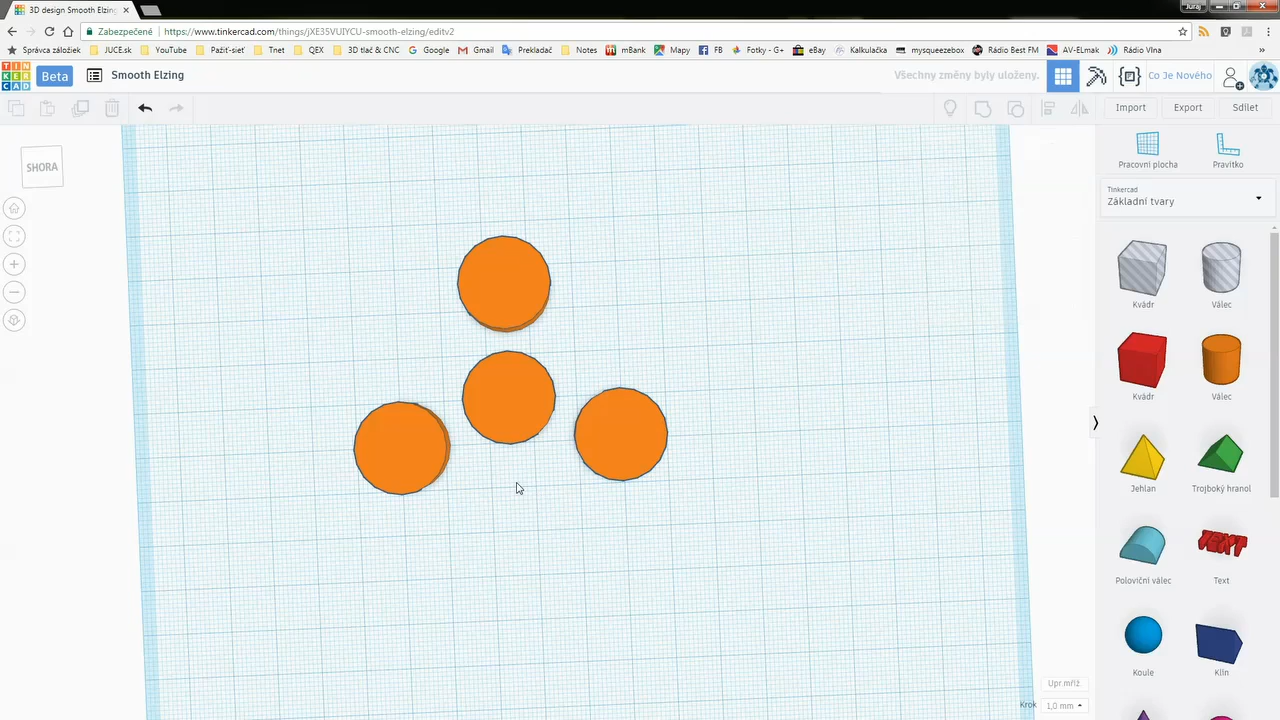 3D design Smooth Elzing
Juraj
Zabezpečené
https://www.tinkercad.com/things/jXE35VUIYCU-smooth-elzing/editv2
Správca záložiek
JUCE.sk
YouTube
Pažiť-sieť
Tnet
QEX
3D tlač & CNC
Google
Gmail
Prekladač
Notes
mBank
Mapy
FB
Fotky - G+
eBay
Kalkulačka
mysqueezebox
Rádio Best FM
AV-ELmak
Rádio Vlna
TIN
KER
CAD
Beta
Smooth Elzing
Všechny změny byly uloženy.
Co Je Nového
Import
Export
Sdílet
SHORA
Pracovní plocha
Pravítko
Tinkercad
Základní tvary
Kvádr
Válec
Kvádr
Válec
Jehlan
Trojboký hranol
Poloviční válec
TEXT
Text
Koule
Klín
Upr mříž.
Krok
1,0 mm